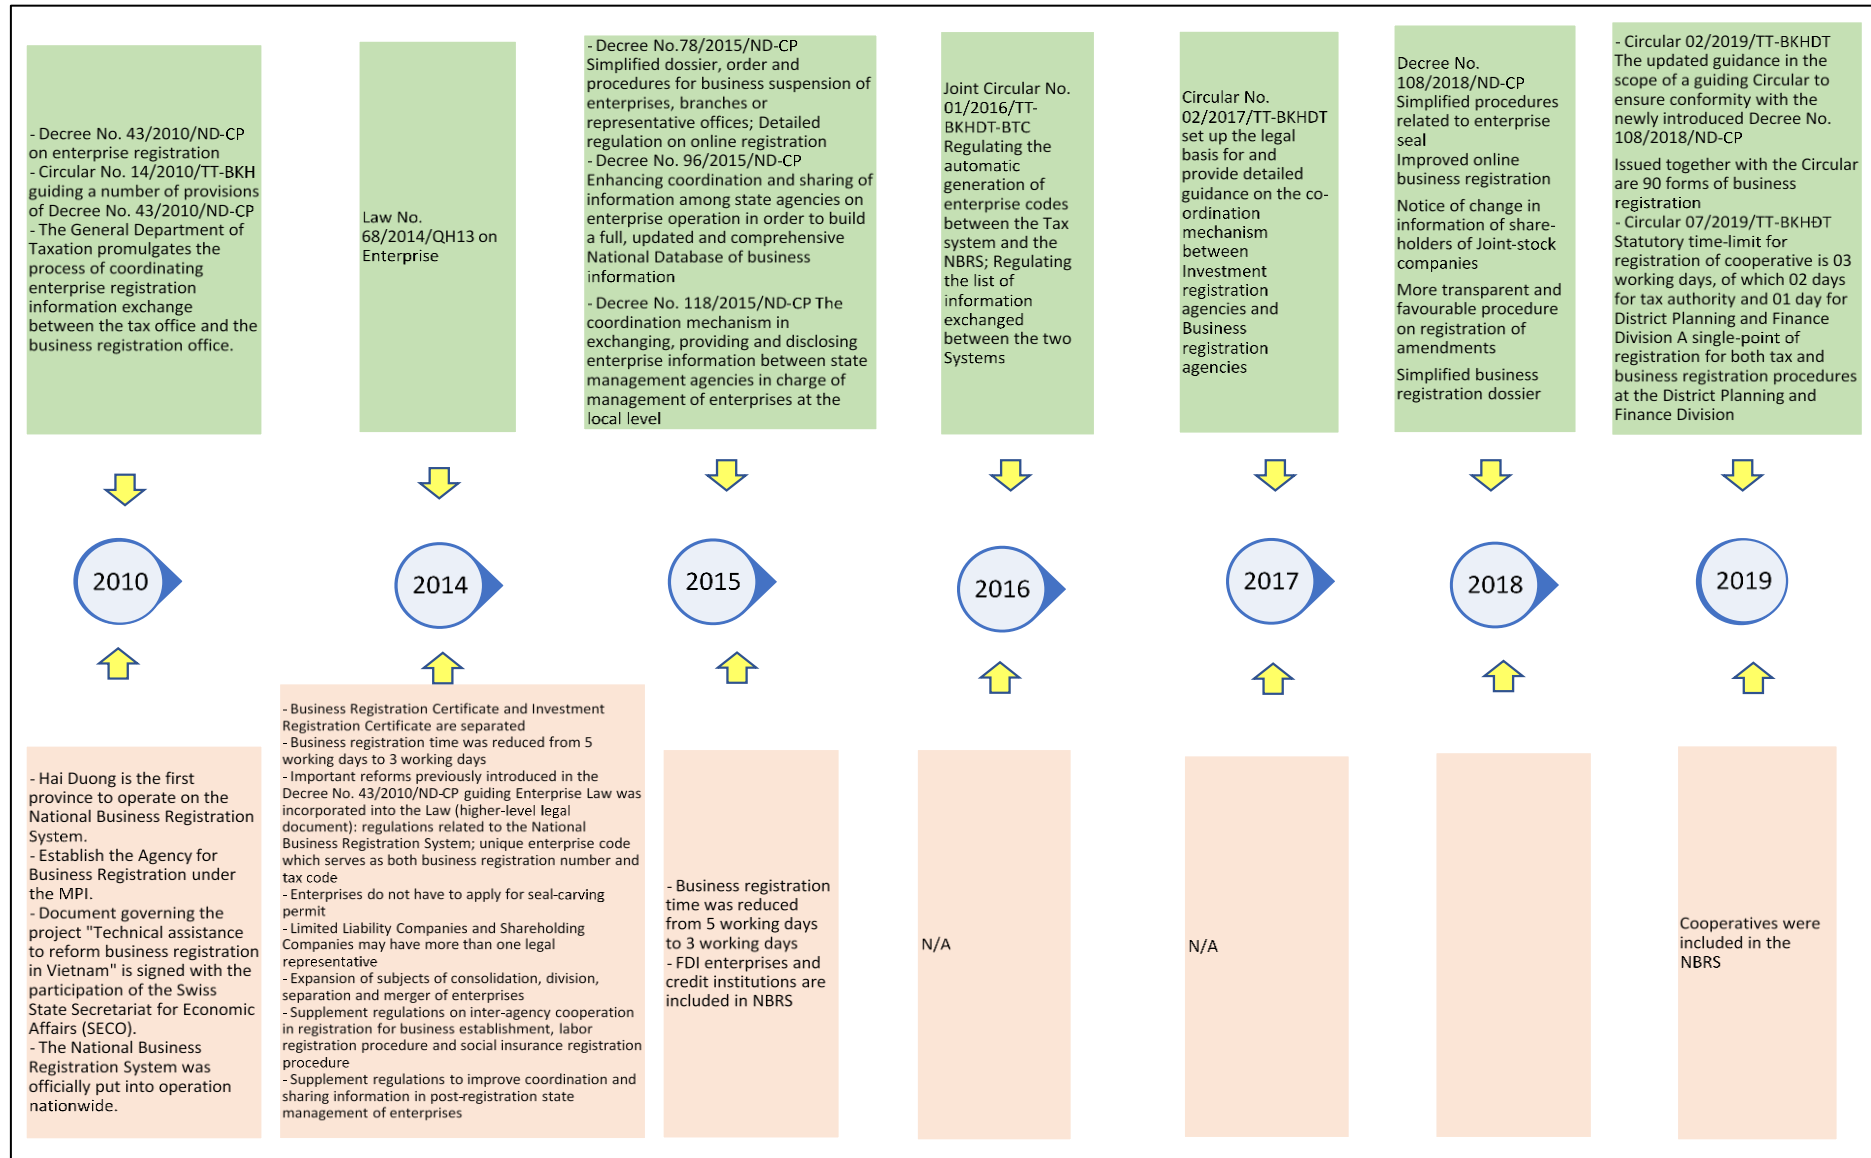 - Decree No. 43/2010/ND-CP
on enterprise registration
- Circular No. 14/2010/TT-BKH
guiding a number of provisions
of Decree No. 43/2010/ND-CP
- The General Department of
Taxation promulgates the
process of coordinating
enterprise registration
information exchange
between the tax office and the
business registration office.
Law No.
68/2014/QH13 on
Enterprise
- Decree No.78/2015/ND-CP
Simplified dossier, order and
procedures for business suspension of
enterprises, branches or
representative offices; Detailed
regulation on online registration
- Decree No. 96/2015/ND-CP
Enhancing coordination and sharing of
information among state agencies on
enterprise operation in order to build
a full, updated and comprehensive
National Database of business
information
- Decree No. 118/2015/ND-CP The
coordination mechanism in
exchanging, providing and disclosing
enterprise information between state
management agencies in charge of
management of enterprises at the
local level
Joint Circular No.
01/2016/TT-
BKHDT-BTC
Regulating the
automatic
generation of
enterprise codes
between the Tax
system and the
NBRS; Regulating
the list of
information
exchanged
between the two
Systems
Circular No.
02/2017/TT-BKHDT
set up the legal
basis for and
provide detailed
guidance on the co-
ordination
mechanism
between
Investment
registration
agencies and
Business
registration
agencies
Decree No.
108/2018/ND-CP
Simplified procedures
related to enterprise
seal
Improved online
business registration
Notice of change in
information of share-
holders of Joint-stock
companies
More transparent and
favourable procedure
on registration of
amendments
Simplified business
registration dossier
- Circular 02/2019/TT-BKHDT
The updated guidance in the
scope of a guiding Circular to
ensure conformity with the
newly introduced Decree No.
108/2018/ND-CP
Issued together with the Circular
are 90 forms of business
registration
- Circular 07/2019/TT-BKHĐT
Statutory time-limit for
registration of cooperative is 03
working days, of which 02 days
for tax authority and 01 day for
District Planning and Finance
Division A single-point of
registration for both tax and
business registration procedures
at the District Planning and
Finance Division
2010
2014
2015
2016
2017
2018
2019
- Hai Duong is the first
province to operate on the
National Business Registration
System.
- Establish the Agency for
Business Registration under
the MPI.
- Document governing the
project "Technical assistance
to reform business registration
in Vietnam" is signed with the
participation of the Swiss
State Secretariat for Economic
Affairs (SECO).
- The National Business
Registration System was
officially put into operation
nationwide.
- Business Registration Certificate and Investment
Registration Certificate are separated
- Business registration time was reduced from 5
working days to 3 working days
- Important reforms previously introduced in the
Decree No. 43/2010/ND-CP guiding Enterprise Law was
incorporated into the Law (higher-level legal
document): regulations related to the National
Business Registration System; unique enterprise code
which serves as both business registration number and
tax code
- Enterprises do not have to apply for seal-carving
permit
- Limited Liability Companies and Shareholding
Companies may have more than one legal
representative
- Expansion of subjects of consolidation, division,
separation and merger of enterprises
- Supplement regulations on inter-agency cooperation
in registration for business establishment, labor
registration procedure and social insurance registration
procedure
- Supplement regulations to improve coordination and
sharing information in post-registration state
management of enterprises
- Business registration
time was reduced
from 5 working days
to 3 working days
- FDI enterprises and
credit institutions are
included in NBRS
N/A
N/A
Cooperatives were
included in the
NBRS